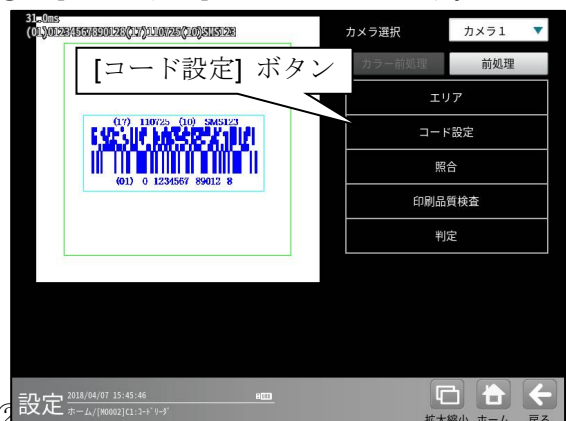 31.0ms
(01)01234567890128(17)110725(10)SMS123
カメラ選択
カメラ1
カラー前処理
前処理
[コード設定] ボタン
エリア
コード設定
照合
印刷品質検査
判定
(17) 110725 (10) SMS123
(01) 0 1234567 89012 8
設定
2018/04/07 15:45:46
ホーム/[M0002]C1:コードリーダ
拡大縮小
ホーム
戻る